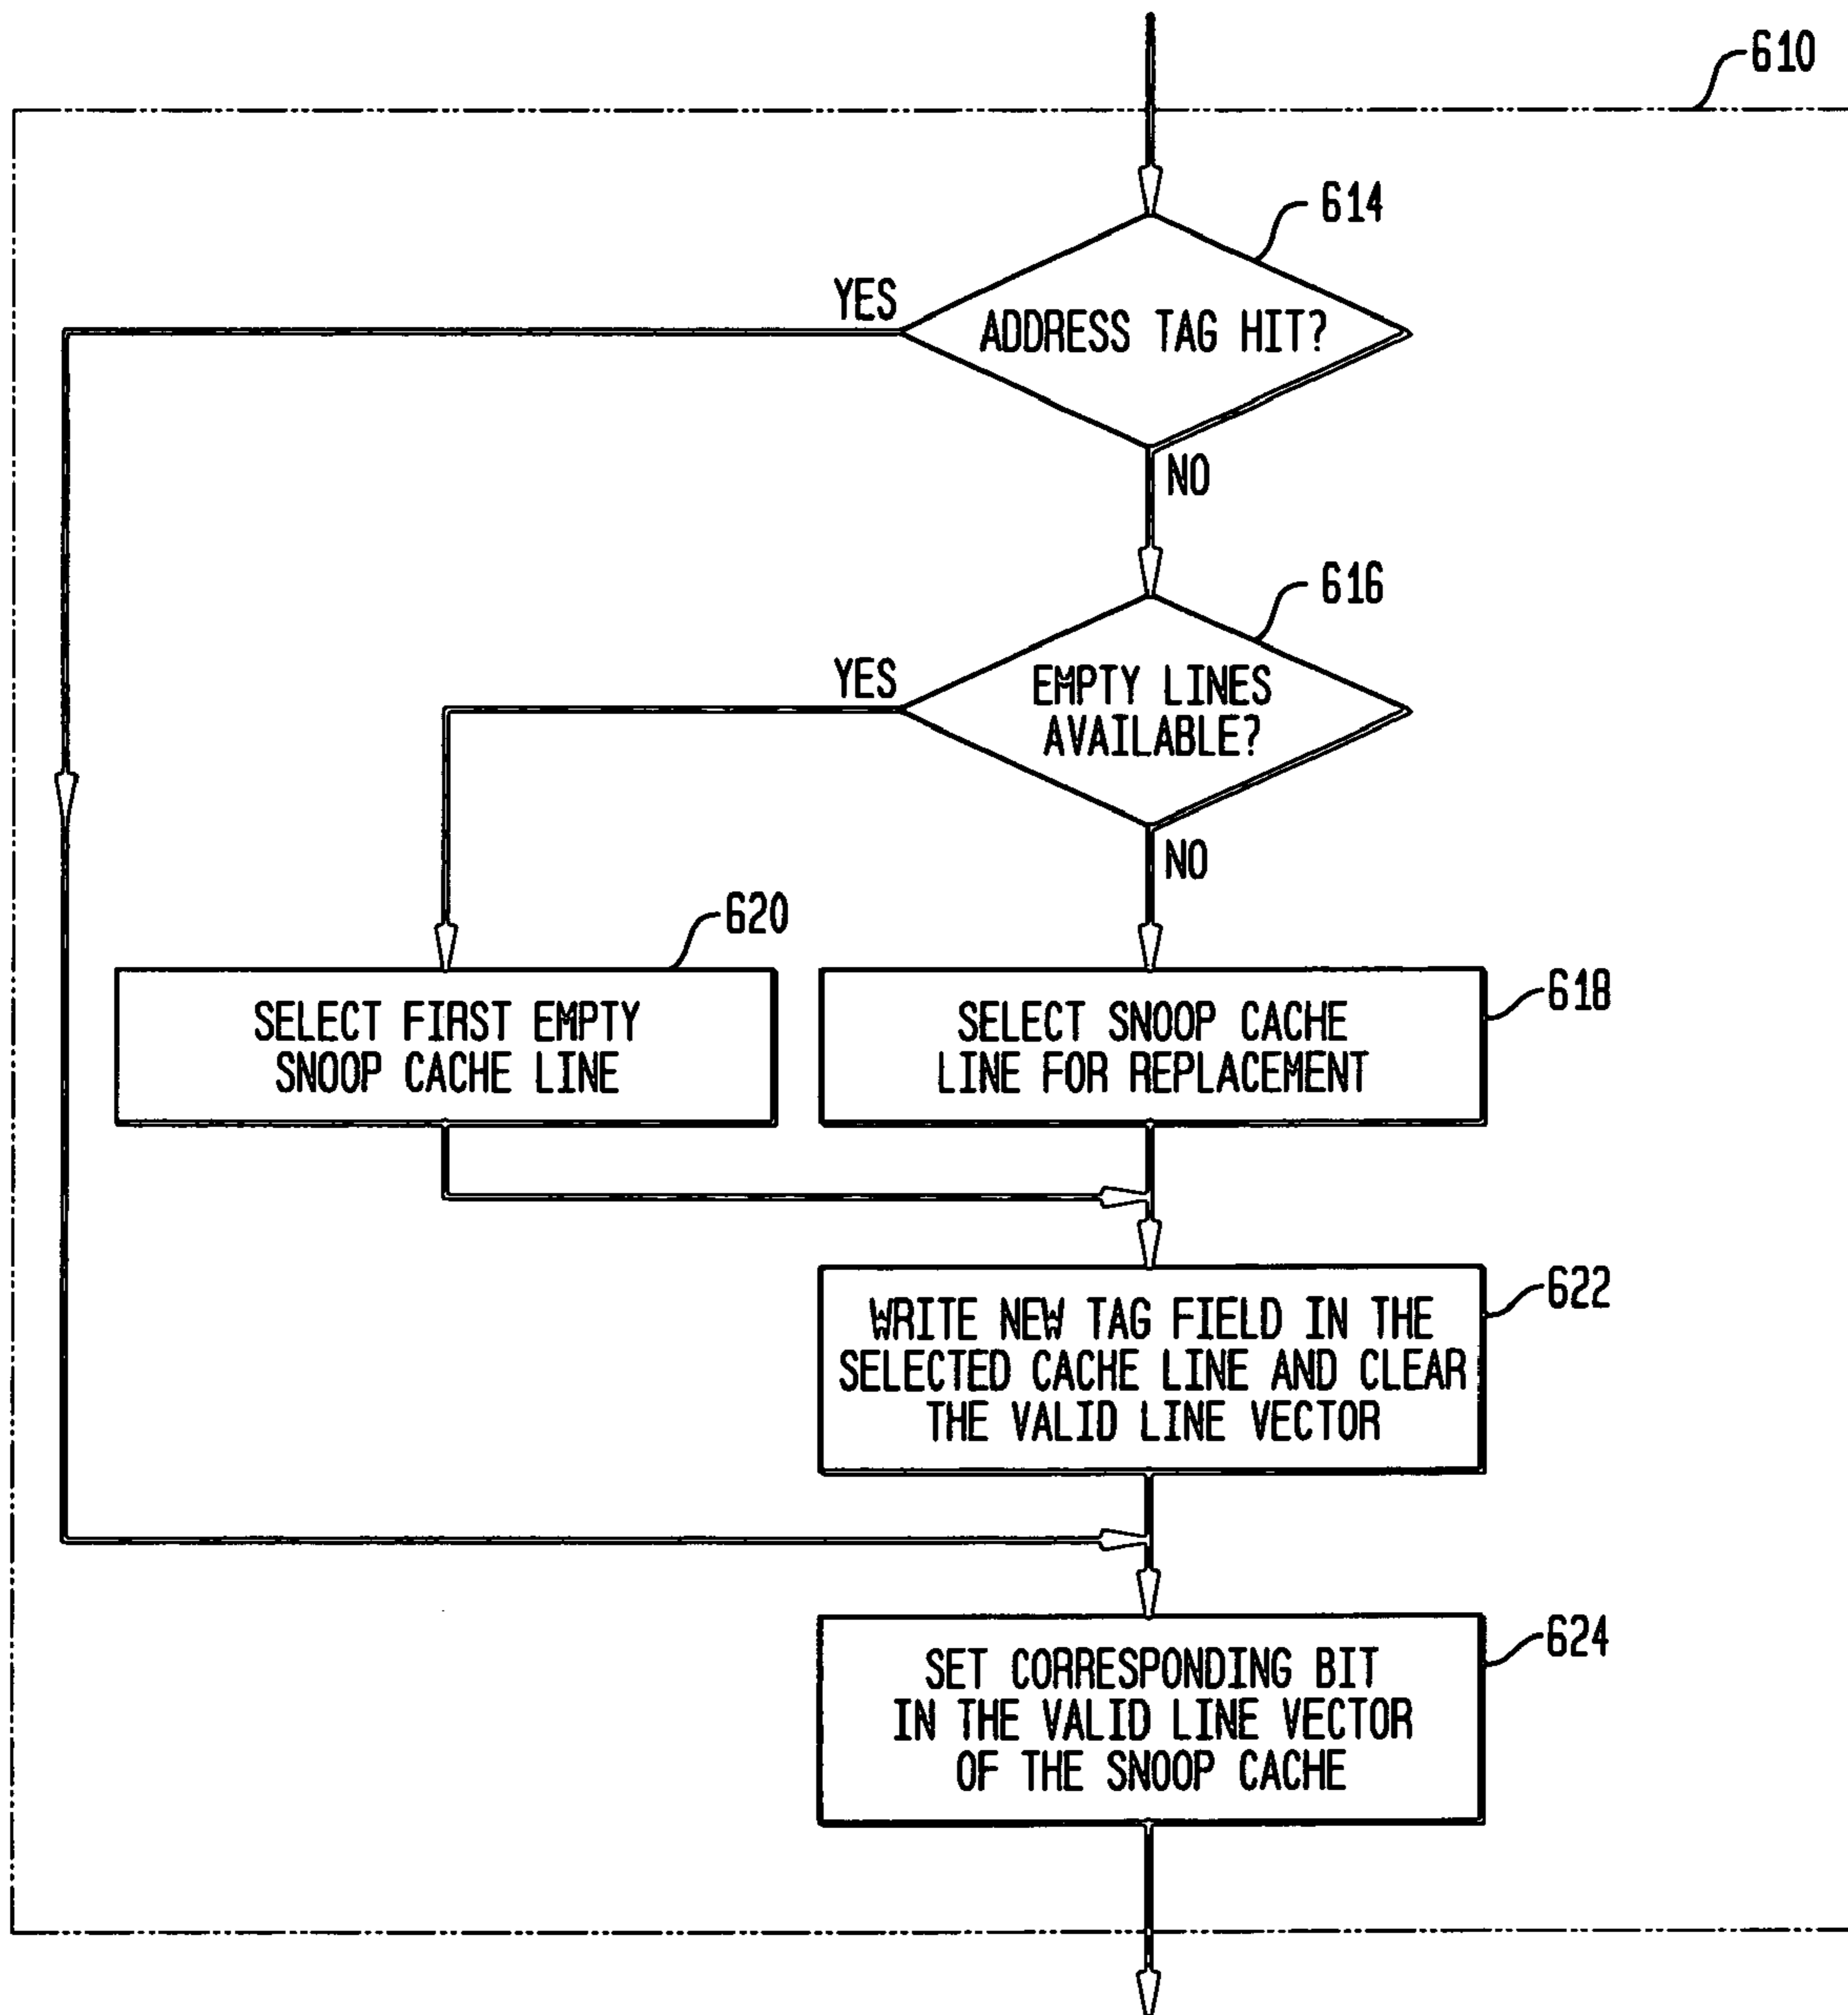 610
614
YES
ADDRESS TAG HIT?
NO
616
YES
EMPTY LINES
AVAILABLE?
NO
620
SELECT FIRST EMPTY
SNOOP CACHE LINE
618
SELECT SNOOP CACHE
LINE FOR REPLACEMENT
622
WRITE NEW TAG FIELD IN THE
SELECTED CACHE LINE AND CLEAR
THE VALID LINE VECTOR
624
SET CORRESPONDING BIT
IN THE VALID LINE VECTOR
OF THE SNOOP CACHE